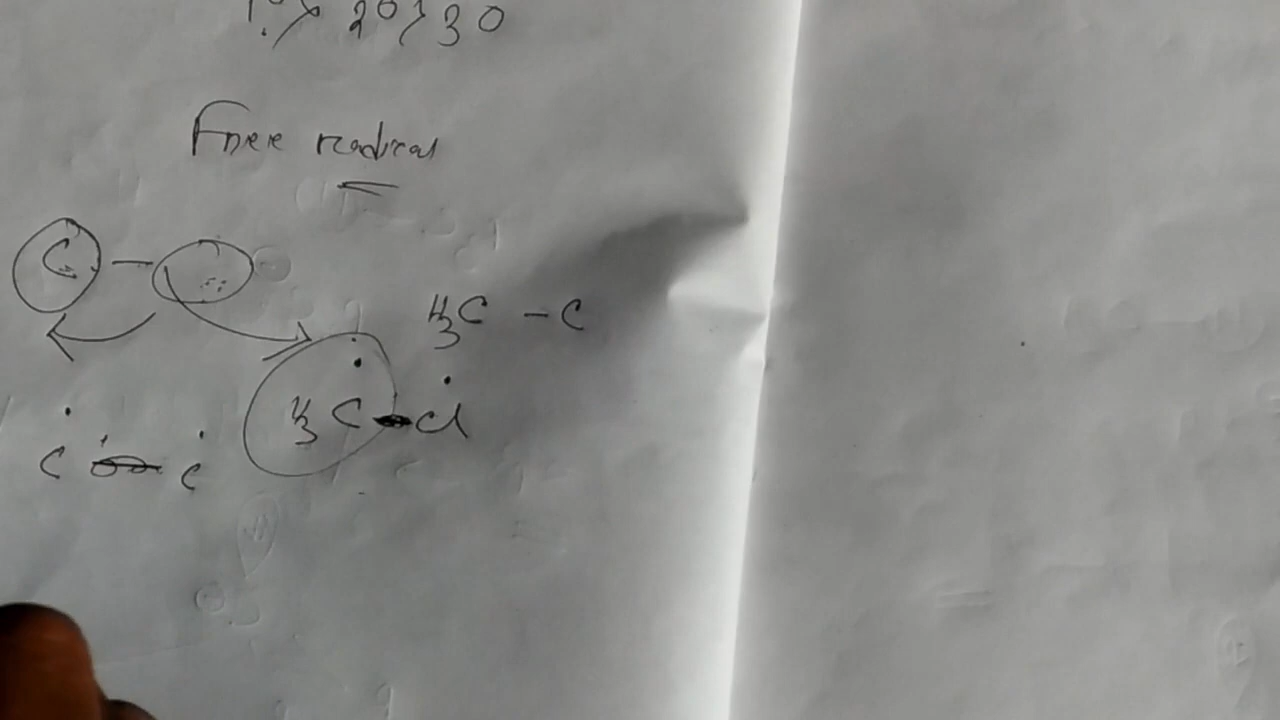 1° > 2° > 3°
Free radical
C –
H3C – C
H3C – Cl
C – C